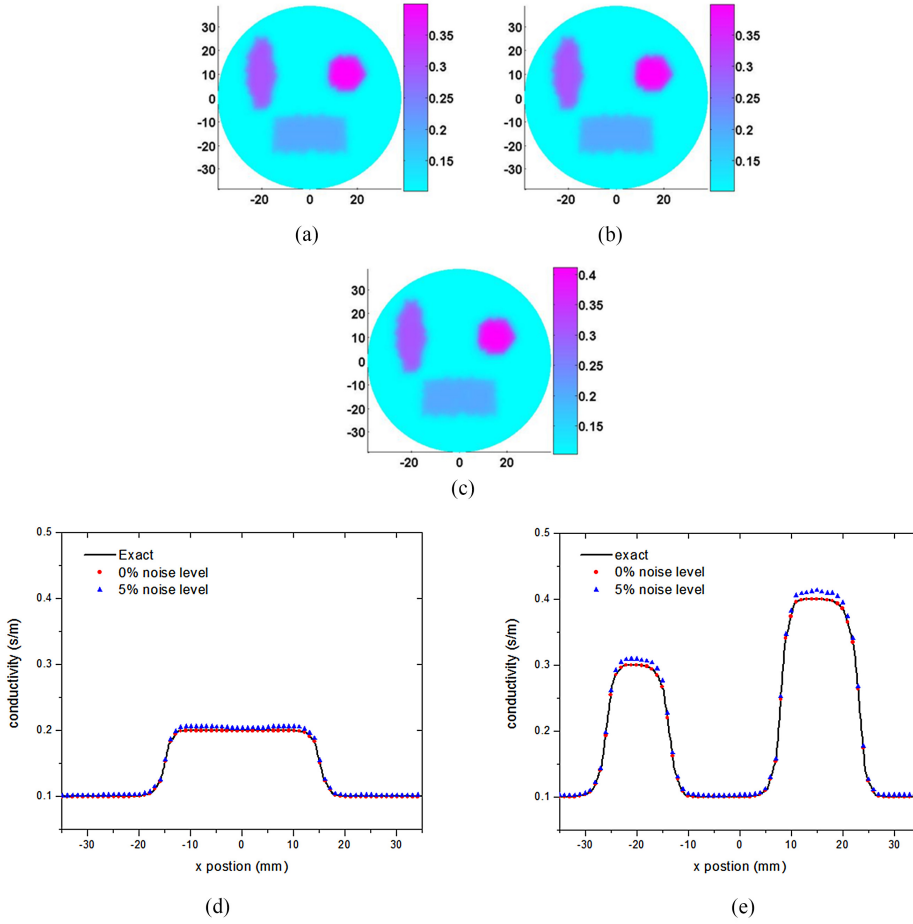 30
20
10
0
-10
-20
-30
-20 0 20
0.35
0.3
0.25
0.2
0.15
(a)
30
20
10
0
-10
-20
-30
-20 0 20
0.35
0.3
0.25
0.2
0.15
(b)
30
20
10
0
-10
-20
-30
-20 0 20
0.4
0.35
0.3
0.25
0.2
0.15
(c)
0.5
0.4
0.3
0.2
0.1
conductivity (s/m)
Exact
0% noise level
5% noise level
-30 -20 -10 0 10 20 30
x postion (mm)
(d)
0.5
0.4
0.3
0.2
0.1
conductivity (s/m)
exact
0% noise level
5% noise level
-30 -20 -10 0 10 20 30
x postion (mm)
(e)